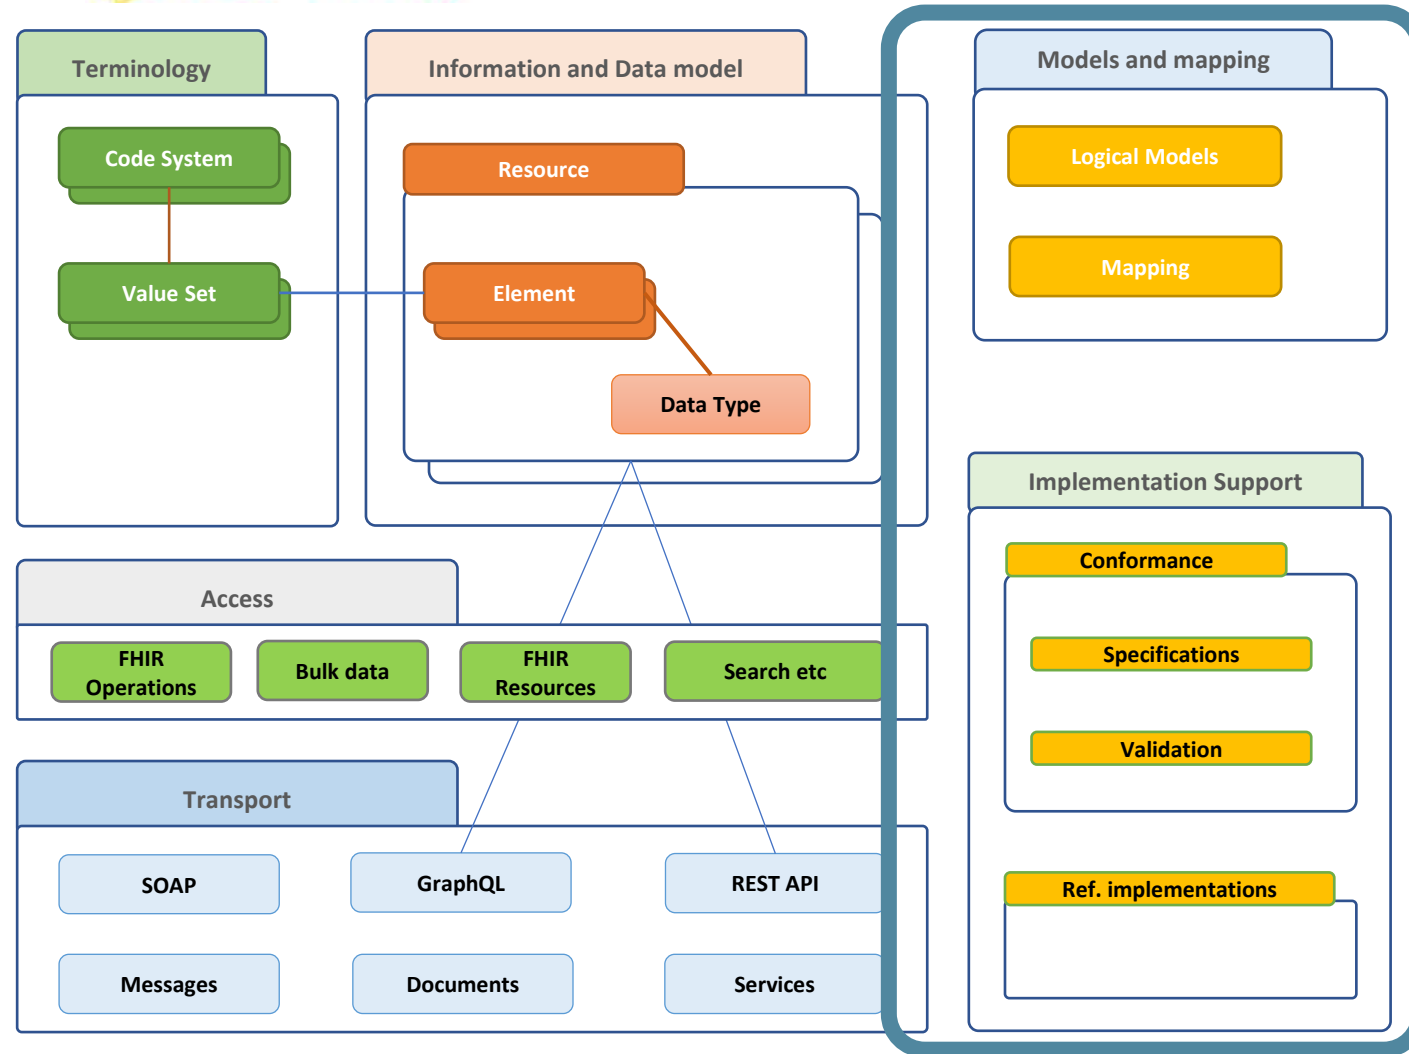 Terminology
Information and Data model
Models and mapping
Code System
Resource
Logical Models
Value Set
Element
Mapping
Data Type
Implementation Support
Conformance
Access
FHIR
Operations
Bulk data
FHIR
Resources
Search etc
Specifications
Validation
Transport
SOAP
GraphQL
REST API
Ref. implementations
Messages
Documents
Services